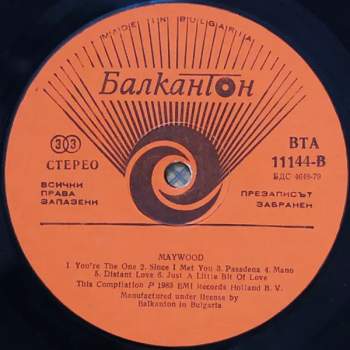 MADE IN BULGARIA
Балкантон
33
СТЕРЕО
ВСИЧКИ
ПРАВА
ЗАПАЗЕНИ
ВТА
11144-В
БДС 4649-79
ПРЕЗАПИСЪТ
ЗАБРАНЕН
MAYWOOD
1 You're The One 2. Since I Met You 3. Pasadena 4. Mano
5. Distant Love 6. Just A Little Bit Of Love
This Compilation P 1983 EMI Records Holland B. V.
Manufactured under license by
Balkanton in Bulgaria